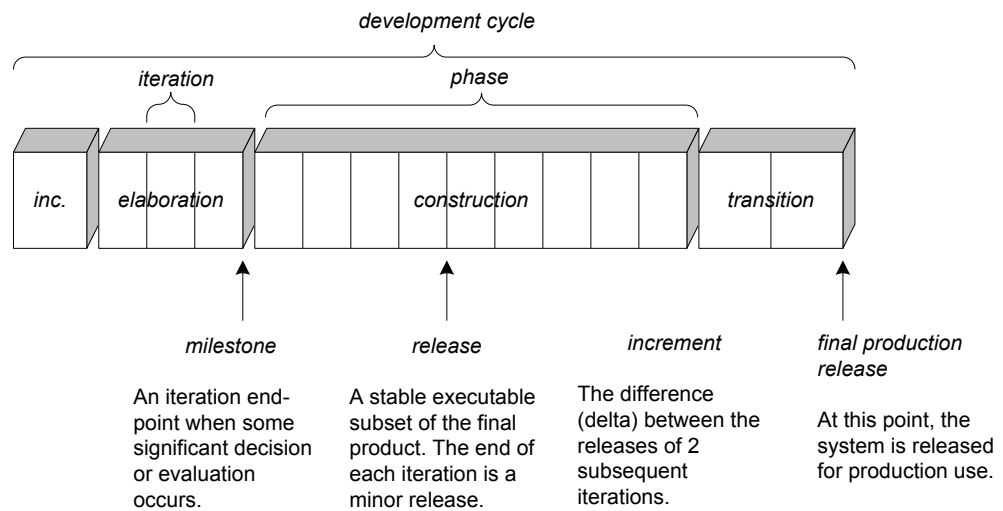 development cycle
iteration
phase
inc.
elaboration
construction
transition
milestone
An iteration end-
point when some
significant decision
or evaluation
occurs.
release
A stable executable
subset of the final
product. The end of
each iteration is a
minor release.
increment
The difference
(delta) between the
releases of 2
subsequent
iterations.
final production
release
At this point, the
system is released
for production use.